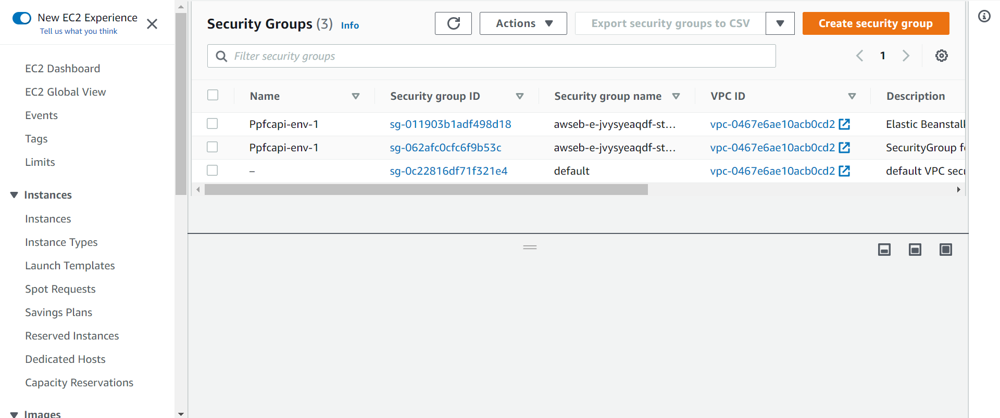 New EC2 Experience
Tell us what you think
EC2 Dashboard
EC2 Global View
Events
Tags
Limits
Instances
Instances
Instance Types
Launch Templates
Spot Requests
Savings Plans
Reserved Instances
Dedicated Hosts
Capacity Reservations
Images
Security Groups (3) Info
Actions
Export security groups to CSV
Create security group
Filter security groups
1
Name Security group ID Security group name VPC ID Description
Ppfcapi-env-1 sg-011903b1adf498d18 awseb-e-jvysyeaqdf-st... vpc-0467e6ae10acb0cd2 Elastic Beanstalk
Ppfcapi-env-1 sg-062afc0cfc6f9b53c awseb-e-jvysyeaqdf-st... vpc-0467e6ae10acb0cd2 SecurityGroup
– sg-0c22816df71f321e4 default vpc-0467e6ae10acb0cd2 default VPC